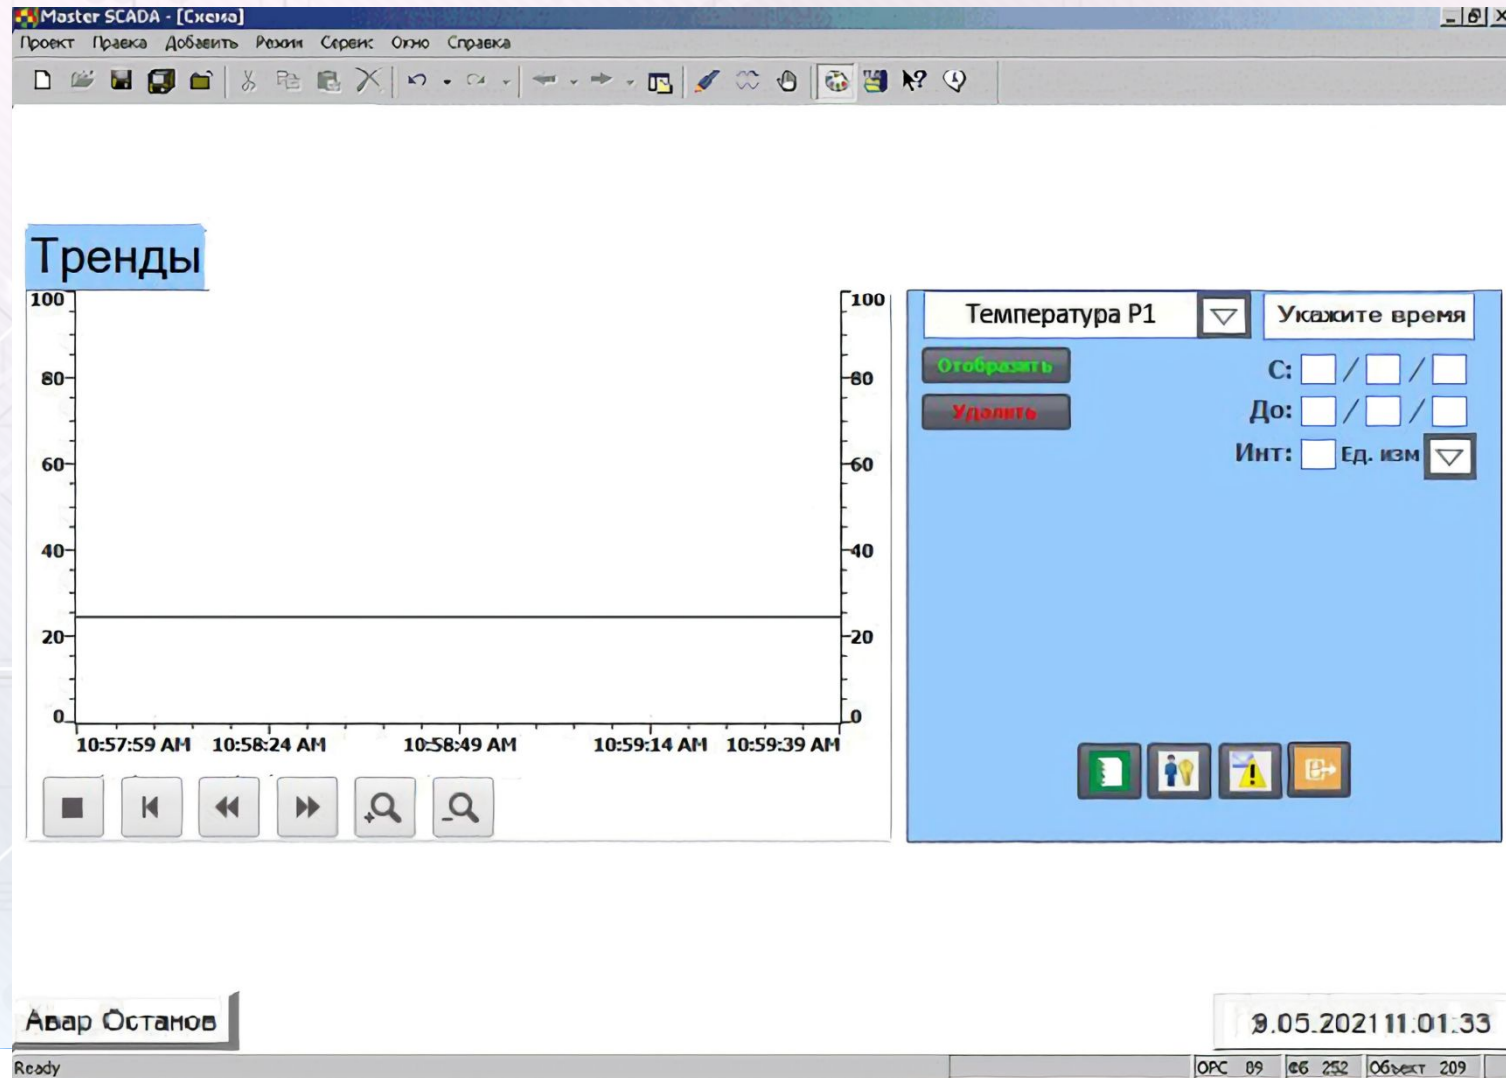 Master SCADA - [Схема]
Проект Правка Добавить Режим Сервис Окно Справка
Тренды
100
80
60
40
20
0
100
80
60
40
20
0
10:57:59 AM 10:58:24 AM 10:58:49 AM 10:59:14 AM 10:59:39 AM
Температура P1
Укажите время
Отобразить
С: / /
Удалить
До: / /
Инт: Ед. изм
Авар Останов
9.05.2021 11:01:33
Ready
OPC 89 Сб 252 Объект 209